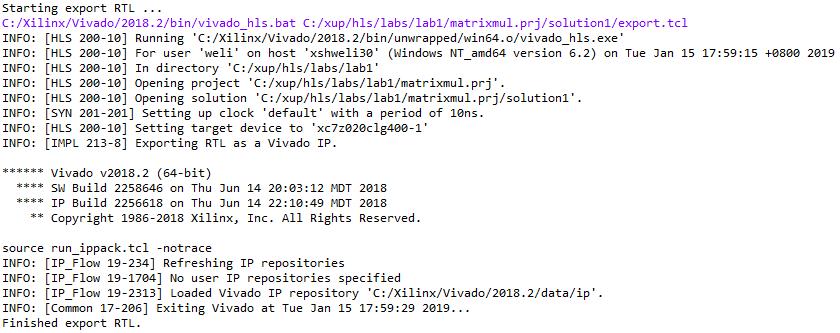 Starting export RTL ...
C:/Xilinx/Vivado/2018.2/bin/vivado_hls.bat C:/xup/hls/labs/lab1/matrixmul.prj/solution1/export.tcl
INFO: [HLS 200-10] Running 'C:/Xilinx/Vivado/2018.2/bin/unwrapped/win64.o/vivado_hls.exe'
INFO: [HLS 200-10] For user 'weli' on host 'xshweli30' (Windows NT_amd64 version 6.2) on Tue Jan 15 17:59:15 +0800 2019
INFO: [HLS 200-10] In directory 'C:/xup/hls/labs/lab1'
INFO: [HLS 200-10] Opening project 'C:/xup/hls/labs/lab1/matrixmul.prj'.
INFO: [HLS 200-10] Opening solution 'C:/xup/hls/labs/lab1/matrixmul.prj/solution1'.
INFO: [SYN 201-201] Setting up clock 'default' with a period of 10ns.
INFO: [HLS 200-10] Setting target device to 'xc7z020clg400-1'
INFO: [IMPL 213-8] Exporting RTL as a Vivado IP.
****** Vivado v2018.2 (64-bit)
**** SW Build 2258646 on Thu Jun 14 20:03:12 MDT 2018
**** IP Build 2256618 on Thu Jun 14 22:10:49 MDT 2018
** Copyright 1986-2018 Xilinx, Inc. All Rights Reserved.
source run_ippack.tcl -notrace
INFO: [IP_Flow 19-234] Refreshing IP repositories
INFO: [IP_Flow 19-1704] No user IP repositories specified
INFO: [IP_Flow 19-2313] Loaded Vivado IP repository 'C:/Xilinx/Vivado/2018.2/data/ip'.
INFO: [Common 17-206] Exiting Vivado at Tue Jan 15 17:59:29 2019...
Finished export RTL.